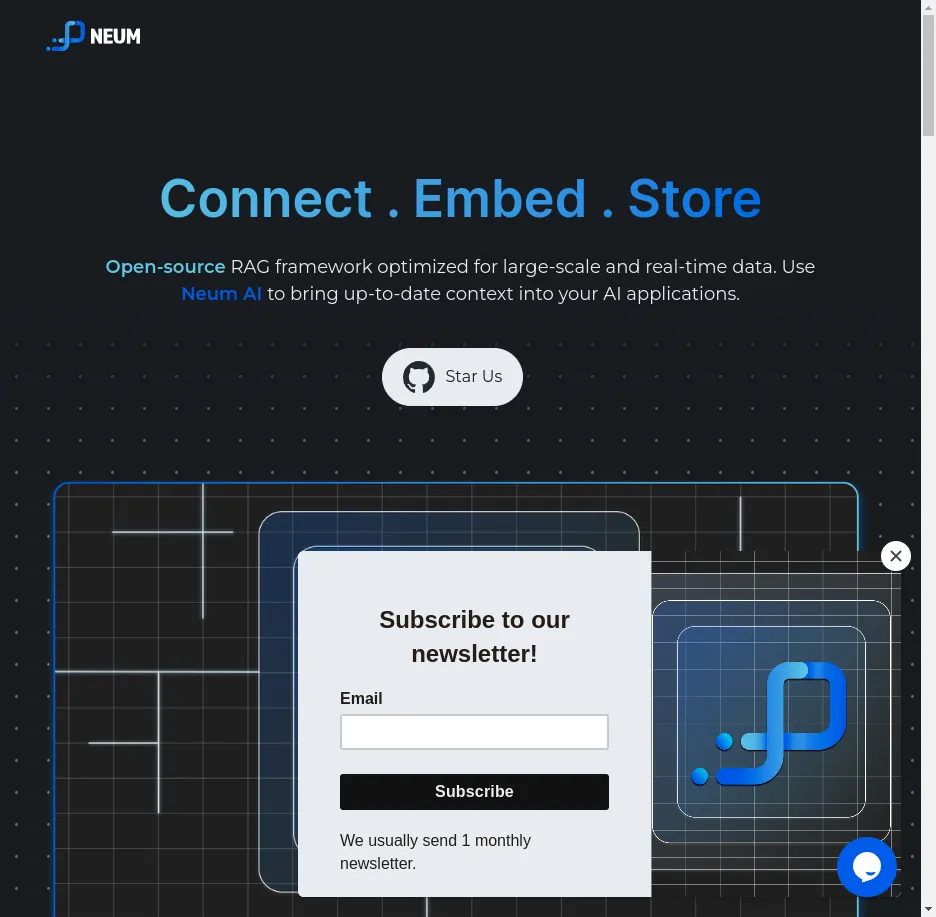 NEUM
Connect . Embed . Store
Open-source RAG framework optimized for large-scale and real-time data. Use
Neum AI to bring up-to-date context into your AI applications.
Star Us
Subscribe to our
newsletter!
Email
Subscribe
We usually send 1 monthly
newsletter.